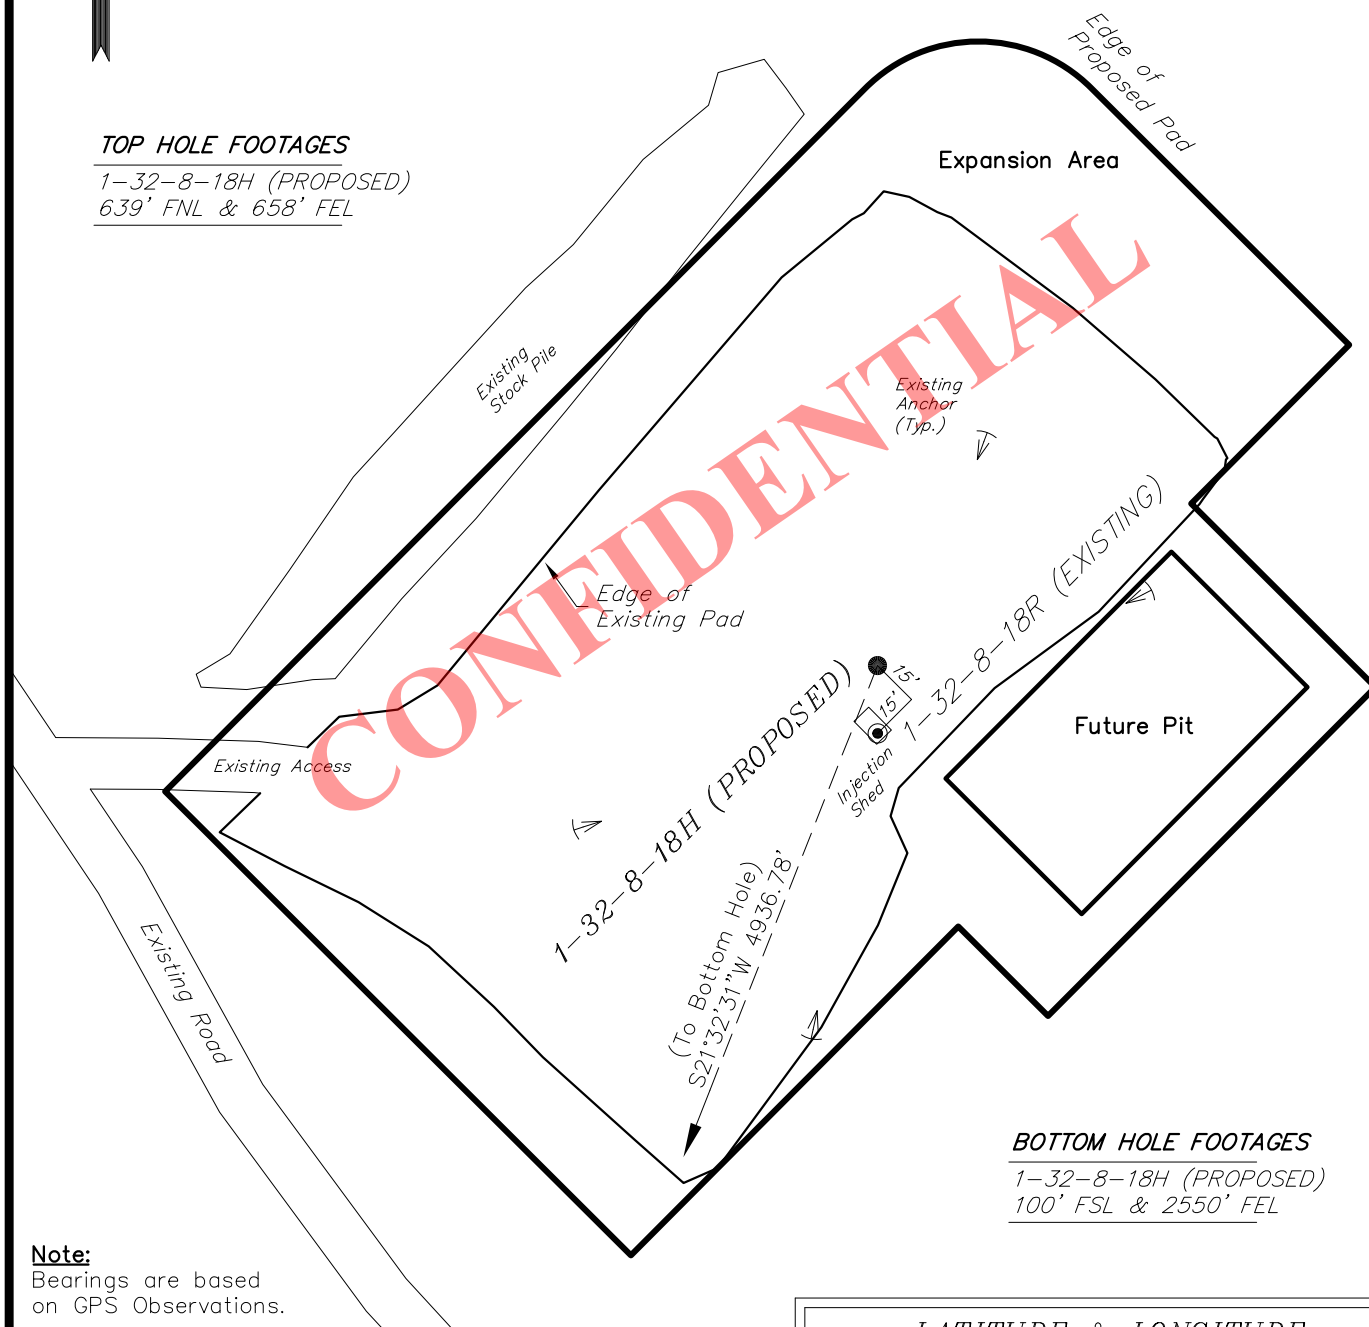 Edge of
Proposed Pad
TOP HOLE FOOTAGES
1-32-8-18H (PROPOSED)
639' FNL & 658' FEL
Expansion Area
Existing
Stock Pile
Existing
Anchor
(Typ.)
CONFIDENTIAL
Edge of
Existing Pad
1-32-8-18R (EXISTING)
15'
15'
Future Pit
Existing Access
Injection
Shed
1-32-8-18H (PROPOSED)
(To Bottom Hole)
S21°32'31"W 4936.78'
Existing Road
BOTTOM HOLE FOOTAGES
1-32-8-18H (PROPOSED)
100' FSL & 2550' FEL
Note:
Bearings are based
on GPS Observations.
LATITUDE & LONGITUDE